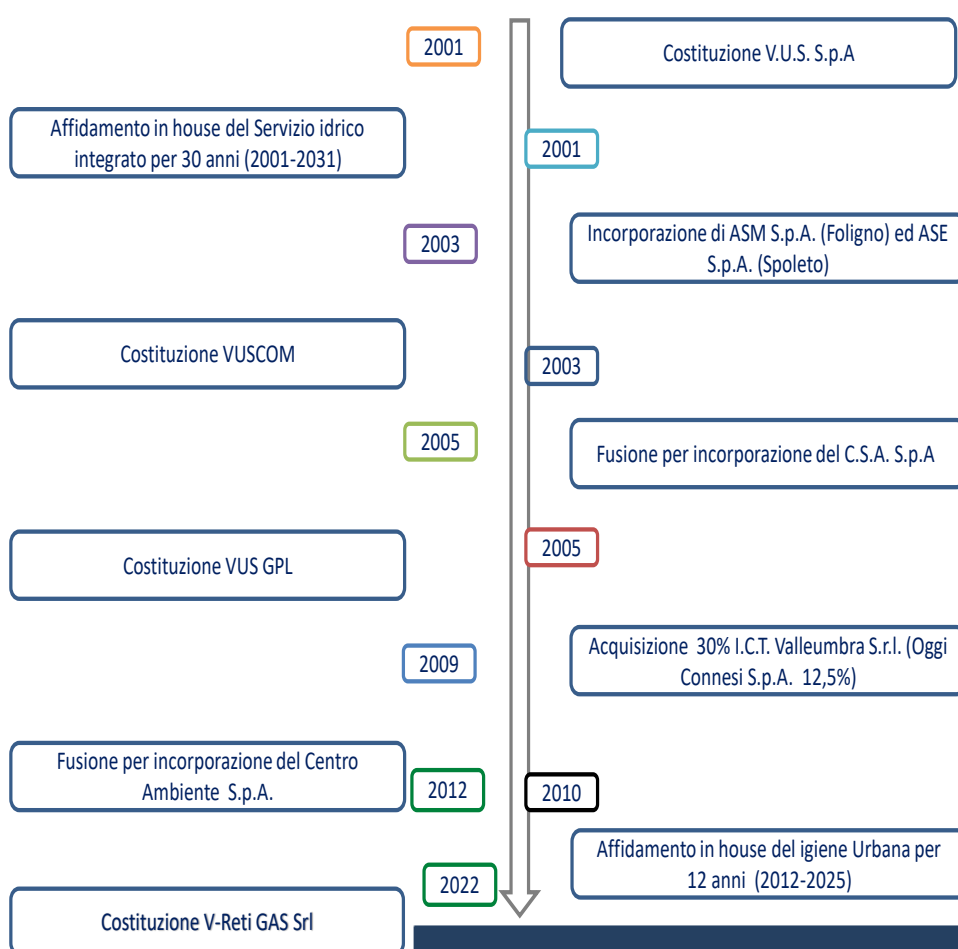 2001
Costituzione V.U.S. S.p.A
Affidamento in house del Servizio idrico
integrato per 30 anni (2001-2031)
2001
2003
Incorporazione di ASM S.p.A. (Foligno) ed ASE
S.p.A. (Spoleto)
Costituzione VUSCOM
2003
2005
Fusione per incorporazione del C.S.A. S.p.A
Costituzione VUS GPL
2005
2009
Acquisizione 30% I.C.T. Valleumbra S.r.l. (Oggi
Connesi S.p.A. 12,5%)
Fusione per incorporazione del Centro
Ambiente S.p.A.
2012
2010
Affidamento in house del igiene Urbana per
12 anni (2012-2025)
2022
Costituzione V-Reti GAS Srl